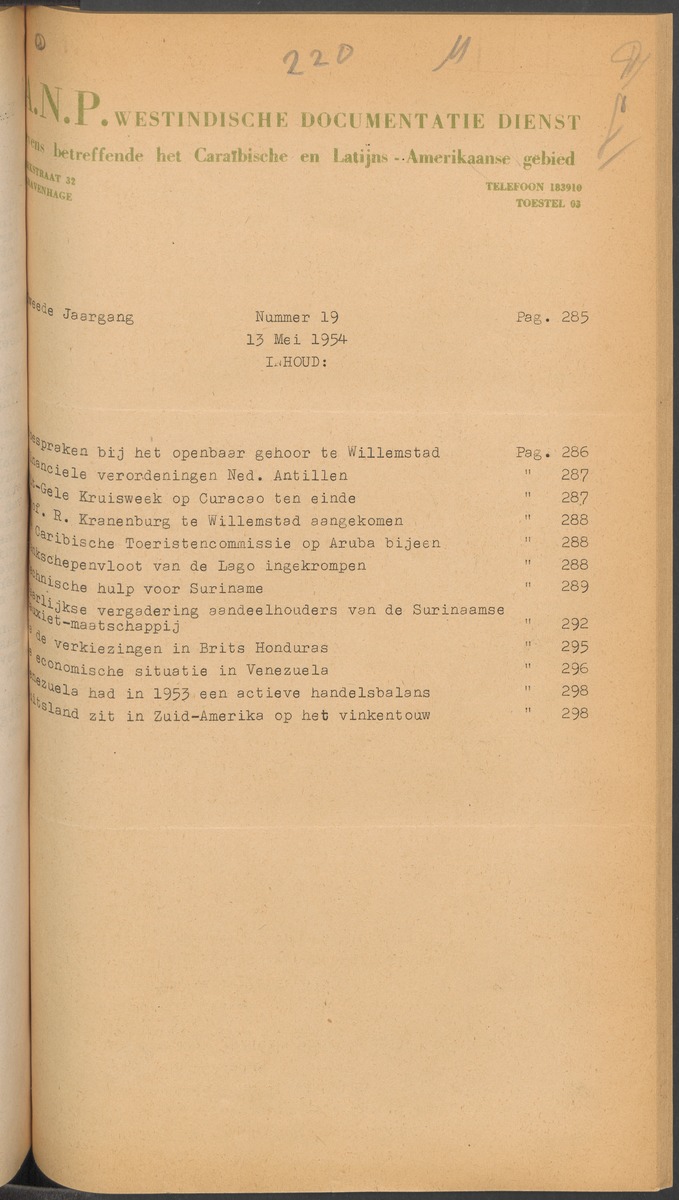 220 11
A.N.P. WESTINDISCHE DOCUMENTATIE DIENST
betreffende het Caraïbische en Latijns-Amerikaanse gebied
32
TELEFOON 183910
TOESTEL 03
Jaargang Nummer 19 Pag. 285
13 Mei 1954
INHOUD:
bij het openbaar gehoor te Willemstad Pag. 286
verordeningen Ned. Antillen " 287
Kruisweek op Curacao ten einde " 287
R. Kranenburg te Willemstad aangekomen " 288
Caribische Toeristencommissie op Aruba bijeen " 288
van de Lago ingekrompen " 288
hulp voor Suriname " 289
vergadering aandeelhouders van de Surinaamse
" 292
de verkiezingen in Brits Honduras " 295
economische situatie in Venezuela " 296
had in 1953 een actieve handelsbalans " 298
zit in Zuid-Amerika op het vinkentouw " 298